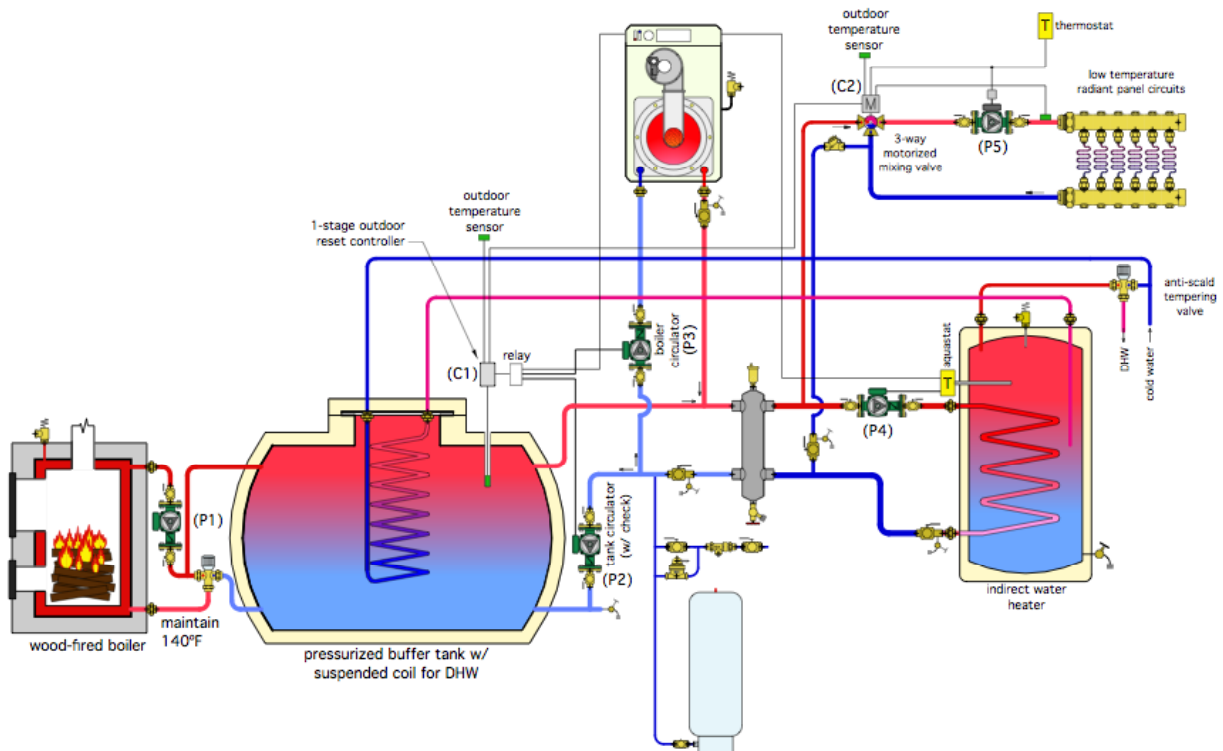 outdoor
temperature
sensor
T
thermostat
(C2)
M
low temperature
radiant panel circuits
3-way
motorized
mixing valve
(P5)
outdoor
temperature
sensor
1-stage outdoor
reset controller
(C1)
relay
boiler
circulator
(P3)
anti-scald
tempering
valve
DHW
cold water
aquastat
T
(P4)
(P1)
tank circulator
(w/ check)
(P2)
maintain
140ºF
wood-fired boiler
pressurized buffer tank w/
suspended coil for DHW
indirect water
heater